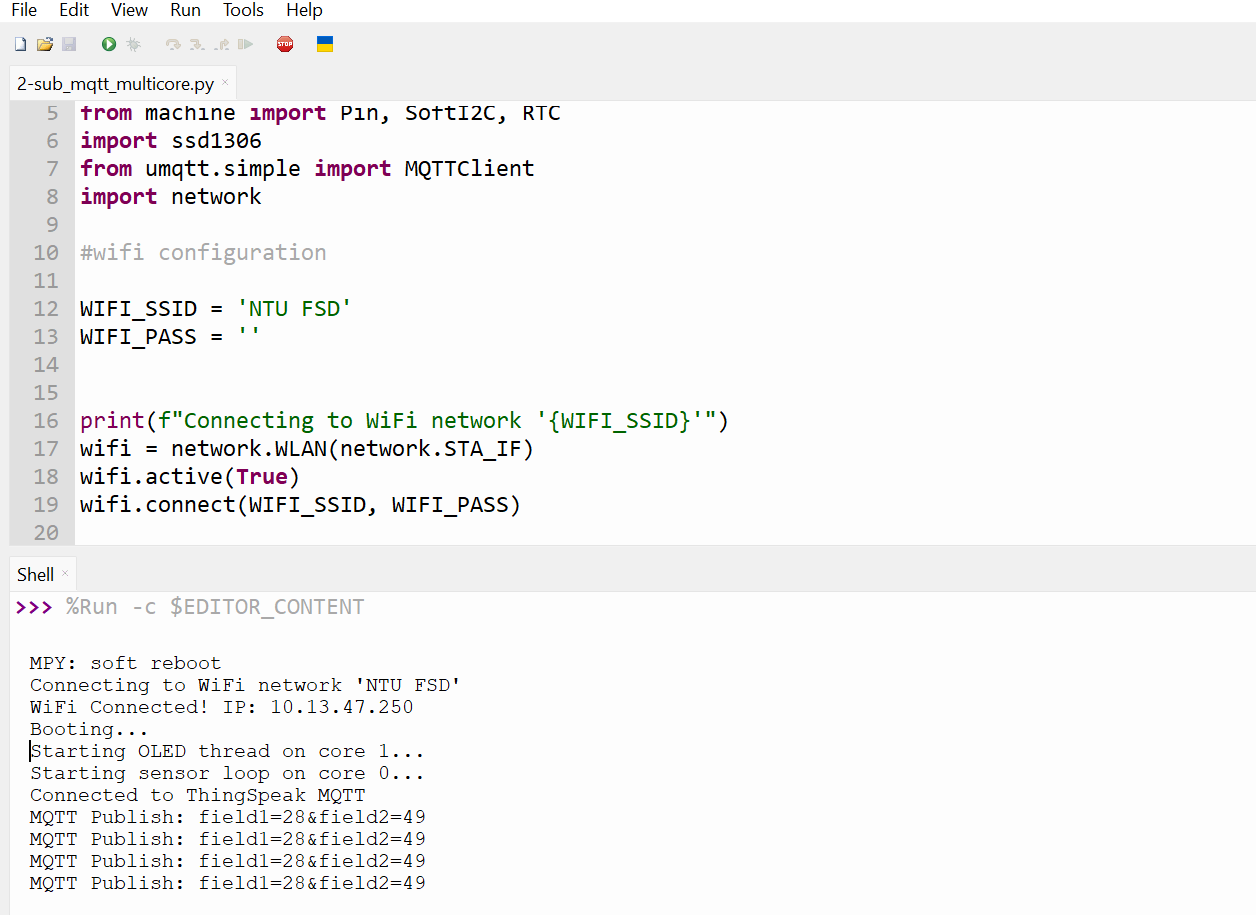 File Edit View Run Tools Help
STOP
2-sub_mqtt_multicore.py ×
5 from machine import Pin, SoftI2C, RTC
6 import ssd1306
7 from umqtt.simple import MQTTClient
8 import network
9
10 #wifi configuration
11
12 WIFI_SSID = 'NTU FSD'
13 WIFI_PASS = ''
14
15
16 print(f"Connecting to WiFi network '{WIFI_SSID}'")
17 wifi = network.WLAN(network.STA_IF)
18 wifi.active(True)
19 wifi.connect(WIFI_SSID, WIFI_PASS)
20
Shell ×
>>> %Run -c $EDITOR_CONTENT
MPY: soft reboot
Connecting to WiFi network 'NTU FSD'
WiFi Connected! IP: 10.13.47.250
Booting...
Starting OLED thread on core 1...
Starting sensor loop on core 0...
Connected to ThingSpeak MQTT
MQTT Publish: field1=28&field2=49
MQTT Publish: field1=28&field2=49
MQTT Publish: field1=28&field2=49
MQTT Publish: field1=28&field2=49